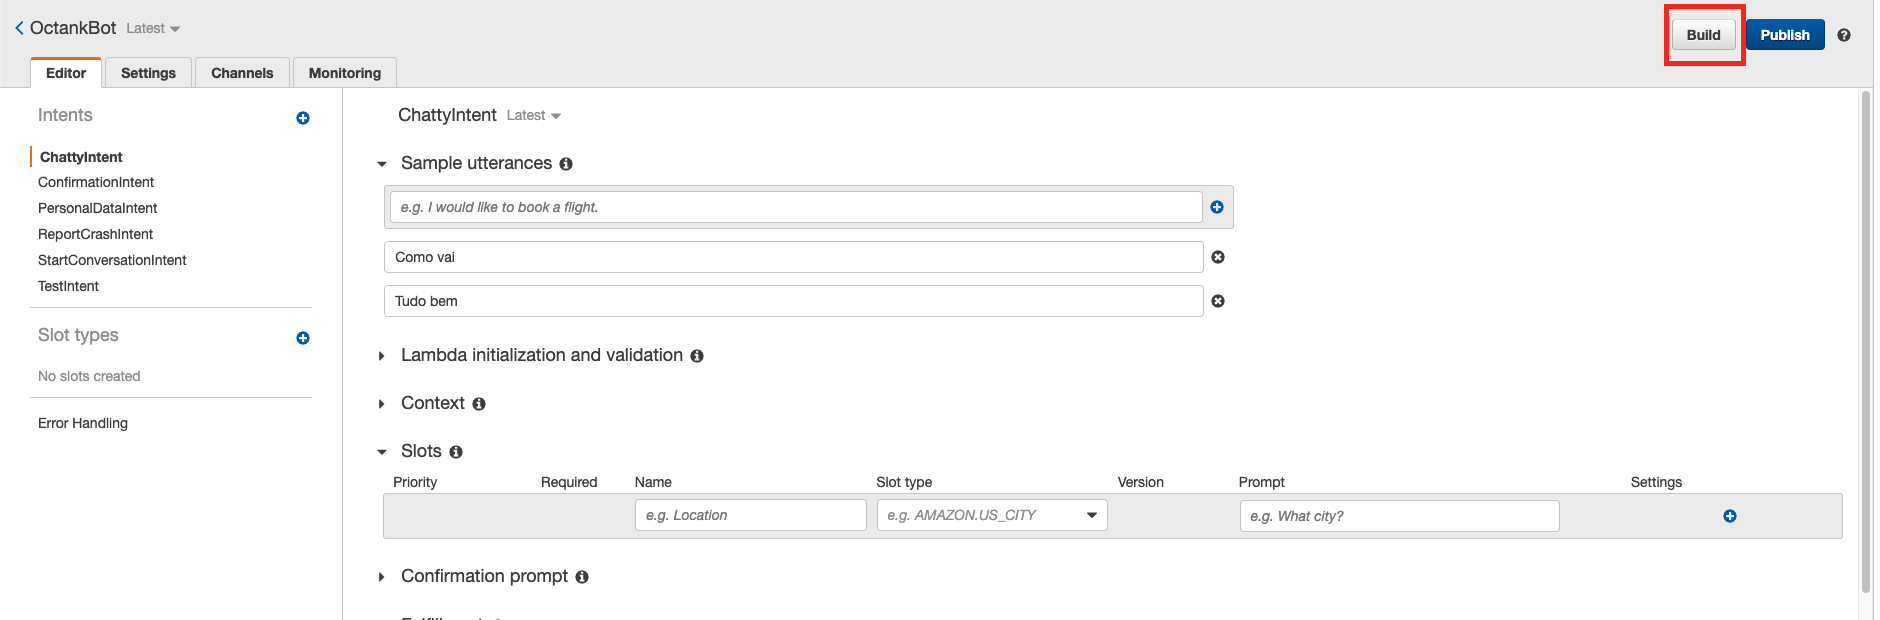 OctankBot Latest
Build Publish
Editor Settings Channels Monitoring
Intents
ChattyIntent
ConfirmationIntent
PersonalDataIntent
ReportCrashIntent
StartConversationIntent
TestIntent
Slot types
No slots created
Error Handling
ChattyIntent Latest
Sample utterances
e.g. I would like to book a flight.
Como vai
Tudo bem
Lambda initialization and validation
Context
Slots
Priority Required Name Slot type Version Prompt Settings
e.g. Location e.g. AMAZON.US_CITY e.g. What city?
Confirmation prompt